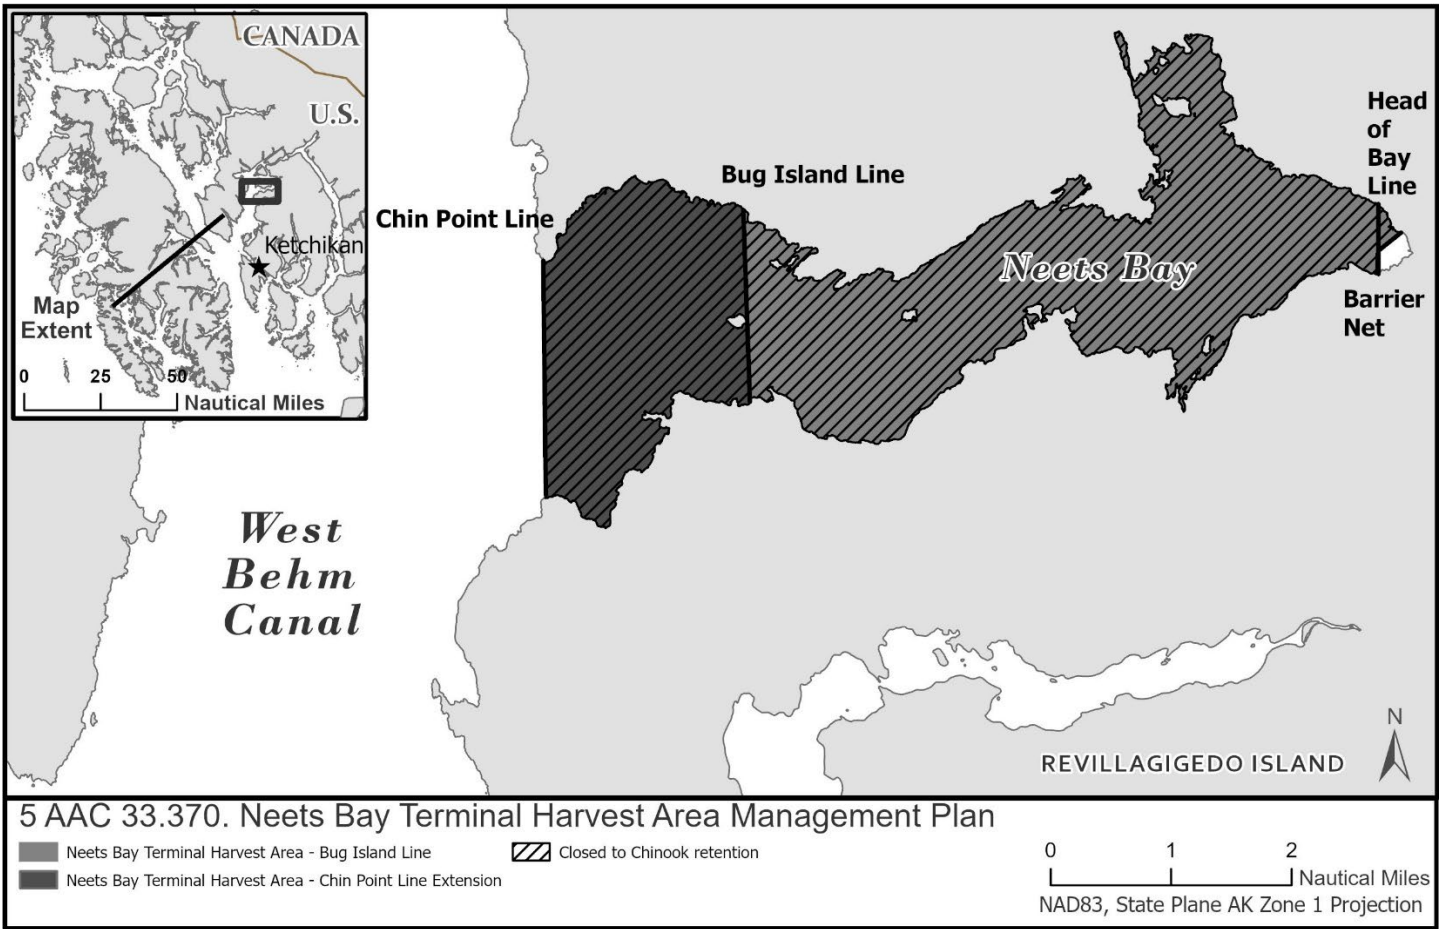 CANADA
U.S.
Ketchikan
Map
Extent
0 25 50
Nautical Miles
Chin Point Line
Bug Island Line
Neets Bay
Head
of
Bay
Line
Barrier
Net
West
Behm
Canal
REVILLAGIGEDO ISLAND
N
5 AAC 33.370. Neets Bay Terminal Harvest Area Management Plan
Neets Bay Terminal Harvest Area - Bug Island Line
Closed to Chinook retention
Neets Bay Terminal Harvest Area - Chin Point Line Extension
0 1 2
Nautical Miles
NAD83, State Plane AK Zone 1 Projection